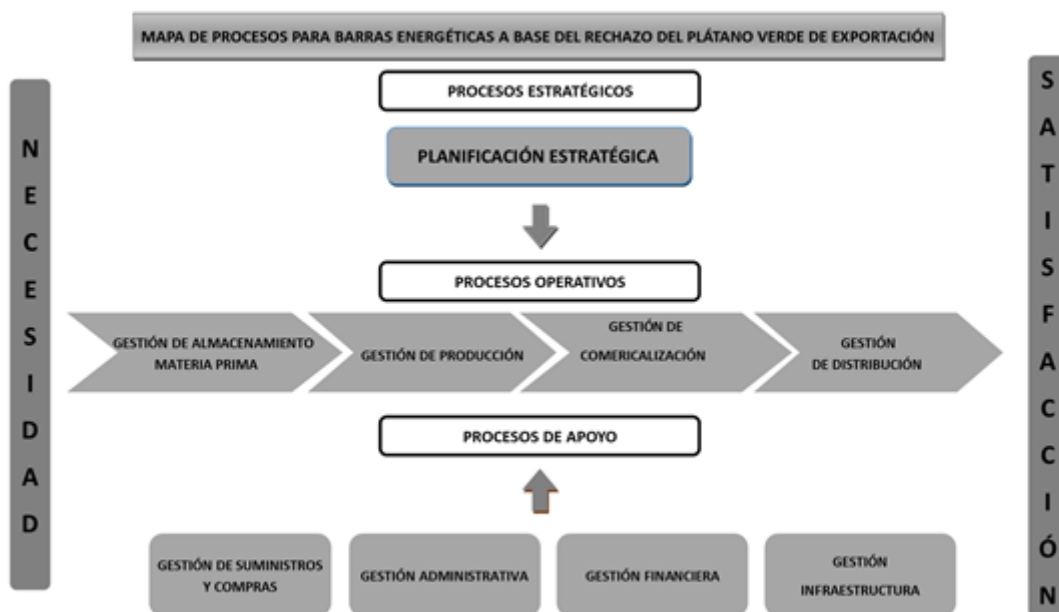 MAPA DE PROCESOS PARA BARRAS ENERGÉTICAS A BASE DEL RECHAZO DEL PLÁTANO VERDE DE EXPORTACIÓN
NECESIDAD
PROCESOS ESTRATÉGICOS
PLANIFICACIÓN ESTRATÉGICA
PROCESOS OPERATIVOS
GESTIÓN DE ALMACENAMIENTO
MATERIA PRIMA
GESTIÓN DE PRODUCCIÓN
GESTIÓN DE
COMERICALIZACIÓN
GESTIÓN
DE DISTRIBUCIÓN
PROCESOS DE APOYO
GESTIÓN DE SUMINISTROS
Y COMPRAS
GESTIÓN ADMINISTRATIVA
GESTIÓN FINANCIERA
GESTIÓN
INFRAESTRUCTURA
SATISFACCIÓN